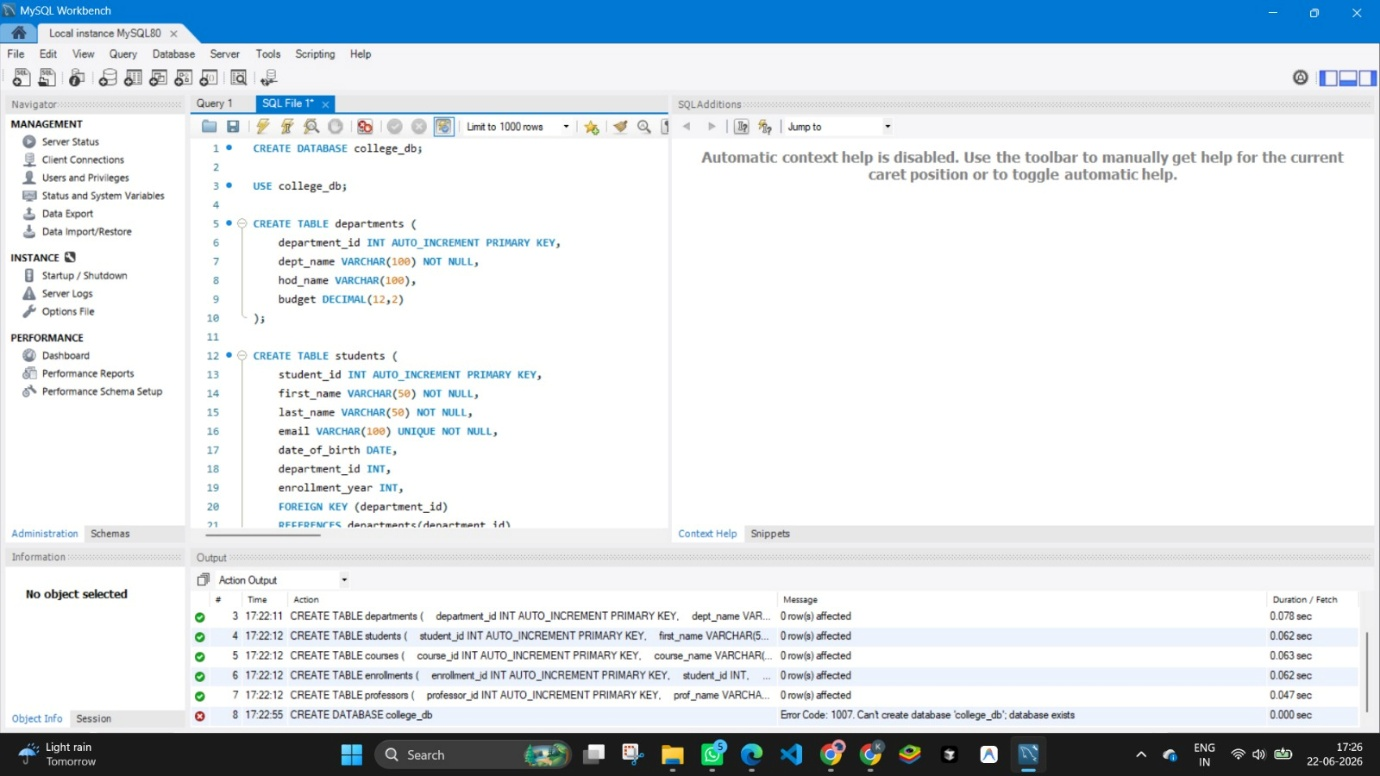 MySQL Workbench
Local instance MySQL80
File Edit View Query Database Server Tools Scripting Help
Navigator
MANAGEMENT
Server Status
Client Connections
Users and Privileges
Status and System Variables
Data Export
Data Import/Restore
INSTANCE
Startup / Shutdown
Server Logs
Options File
PERFORMANCE
Dashboard
Performance Reports
Performance Schema Setup
Administration Schemas
Information
No object selected
Object Info Session
Query 1 SQL File 1*
Limit to 1000 rows
1 CREATE DATABASE college_db;
2
3 USE college_db;
4
5 CREATE TABLE departments (
6 department_id INT AUTO_INCREMENT PRIMARY KEY,
7 dept_name VARCHAR(100) NOT NULL,
8 hod_name VARCHAR(100),
9 budget DECIMAL(12,2)
10 );
11
12 CREATE TABLE students (
13 student_id INT AUTO_INCREMENT PRIMARY KEY,
14 first_name VARCHAR(50) NOT NULL,
15 last_name VARCHAR(50) NOT NULL,
16 email VARCHAR(100) UNIQUE NOT NULL,
17 date_of_birth DATE,
18 department_id INT,
19 enrollment_year INT,
20 FOREIGN KEY (department_id)
21 REFERENCES departments(department_id)
SQLAdditions
Jump to
Automatic context help is disabled. Use the toolbar to manually get help for the current
caret position or to toggle automatic help.
Context Help Snippets
Output
Action Output
# Time Action Message Duration / Fetch
3 17:22:11 CREATE TABLE departments ( department_id INT AUTO_INCREMENT PRIMARY KEY, dept_name VAR... 0 row(s) affected 0.078 sec
4 17:22:12 CREATE TABLE students ( student_id INT AUTO_INCREMENT PRIMARY KEY, first_name VARCHAR(5... 0 row(s) affected 0.062 sec
5 17:22:12 CREATE TABLE courses ( course_id INT AUTO_INCREMENT PRIMARY KEY, course_name VARCHAR(... 0 row(s) affected 0.063 sec
6 17:22:12 CREATE TABLE enrollments ( enrollment_id INT AUTO_INCREMENT PRIMARY KEY, student_id INT, ... 0 row(s) affected 0.062 sec
7 17:22:12 CREATE TABLE professors ( professor_id INT AUTO_INCREMENT PRIMARY KEY, prof_name VARCHA... 0 row(s) affected 0.047 sec
8 17:22:55 CREATE DATABASE college_db Error Code: 1007. Can't create database 'college_db'; database exists 0.000 sec
Light rain
Tomorrow
Search
5
ENG
IN
17:26
22-06-2026